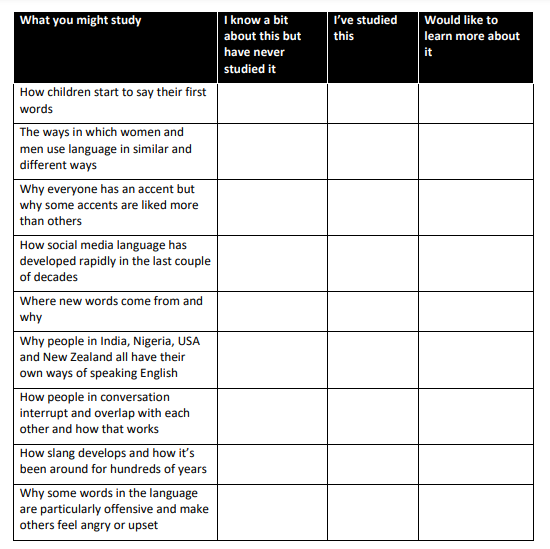 What you might study
I know a bit
about this but
have never
studied it
I've studied
this
Would like to
learn more about
it
How children start to say their first
words
The ways in which women and
men use language in similar and
different ways
Why everyone has an accent but
why some accents are liked more
than others
How social media language has
developed rapidly in the last couple
of decades
Where new words come from and
why
Why people in India, Nigeria, USA
and New Zealand all have their
own ways of speaking English
How people in conversation
interrupt and overlap with each
other and how that works
How slang develops and how it's
been around for hundreds of years
Why some words in the language
are particularly offensive and make
others feel angry or upset